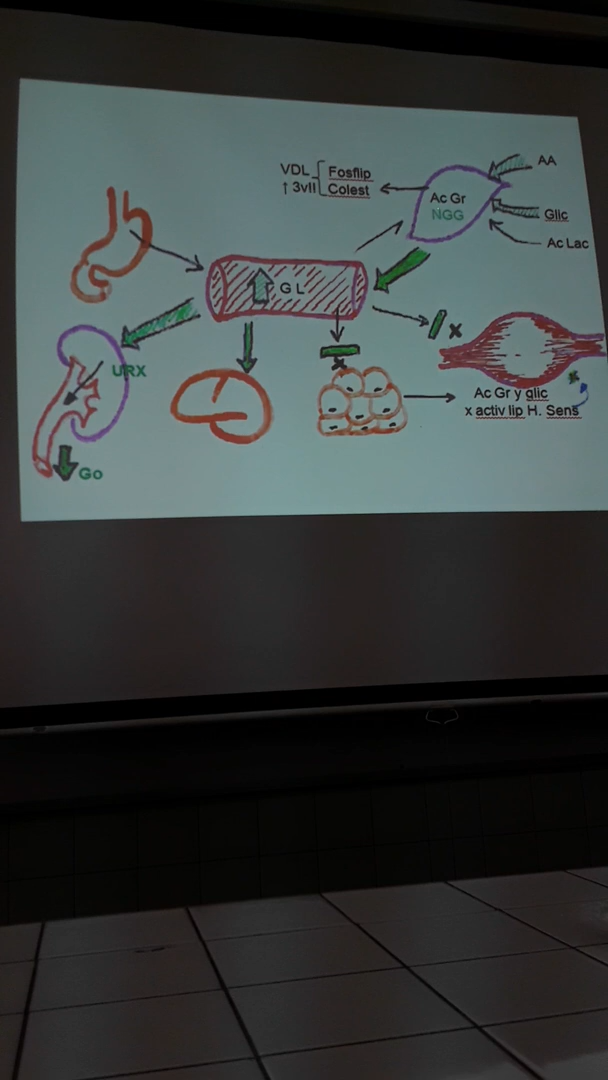 VDL
↑ 3vII
Fosflip
Colest
Ac Gr
NGG
AA
Glic
Ac Lac
GL
X
X
URX
Go
Ac Gr y glic
x activ lip H. Sens